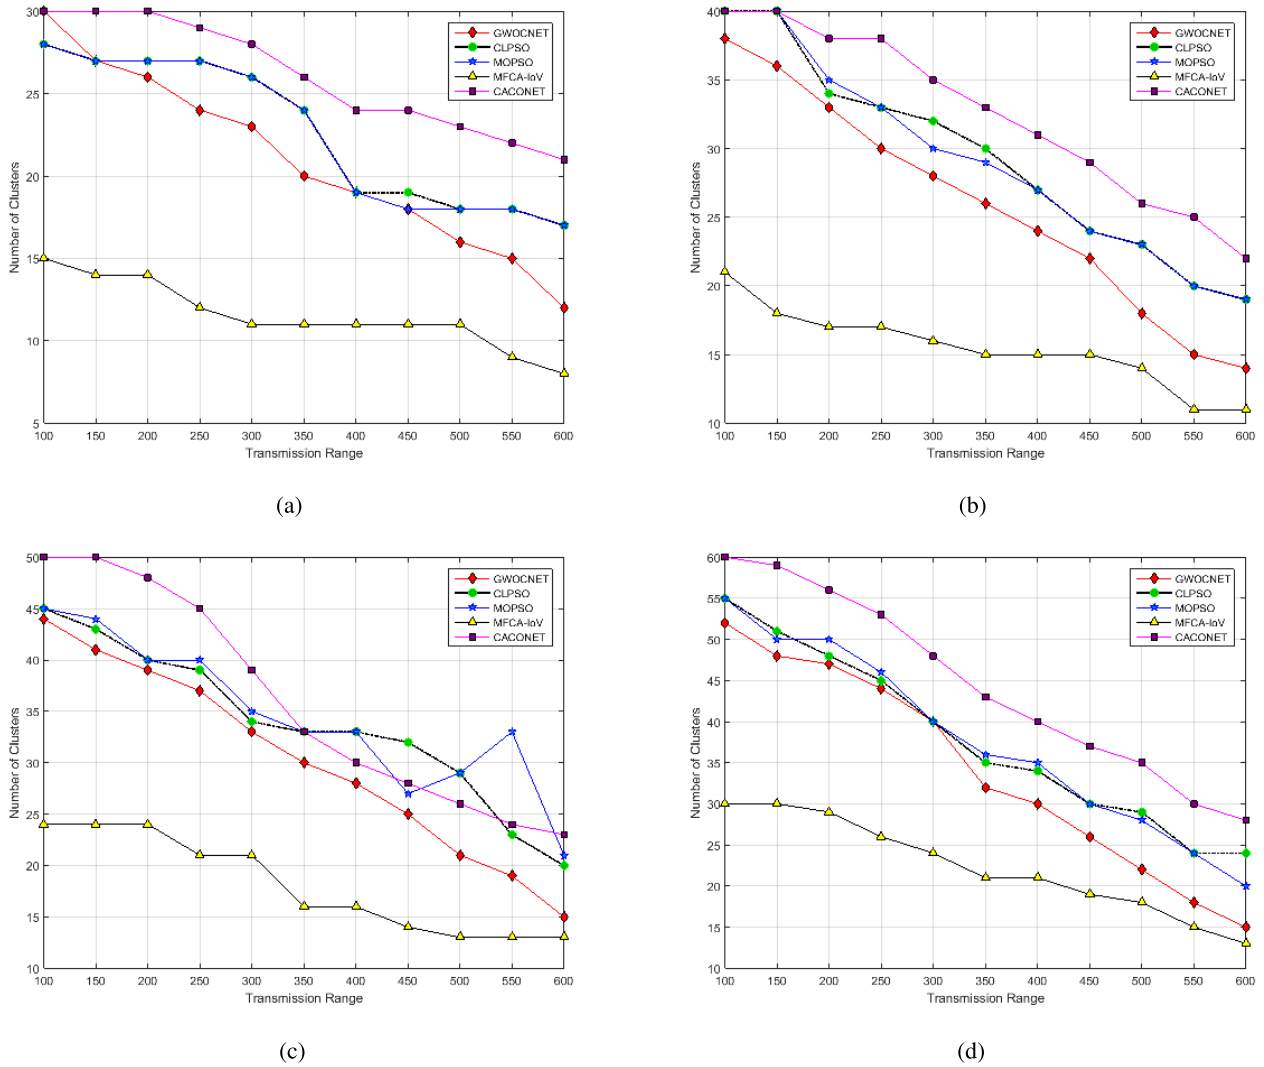 30
25
20
15
10
5
Number of Clusters
100 150 200 250 300 350 400 450 500 550 600
Transmission Range
GWOCNET
CLPSO
MOPSO
MFCA-IoV
CACONET
(a)
40
35
30
25
20
15
10
Number of Clusters
100 150 200 250 300 350 400 450 500 550 600
Transmission Range
GWOCNET
CLPSO
MOPSO
MFCA-IoV
CACONET
(b)
50
45
40
35
30
25
20
15
10
Number of Clusters
100 150 200 250 300 350 400 450 500 550 600
Transmission Range
GWOCNET
CLPSO
MOPSO
MFCA-IoV
CACONET
(c)
60
55
50
45
40
35
30
25
20
15
10
Number of Clusters
100 150 200 250 300 350 400 450 500 550 600
Transmission Range
GWOCNET
CLPSO
MOPSO
MFCA-IoV
CACONET
(d)